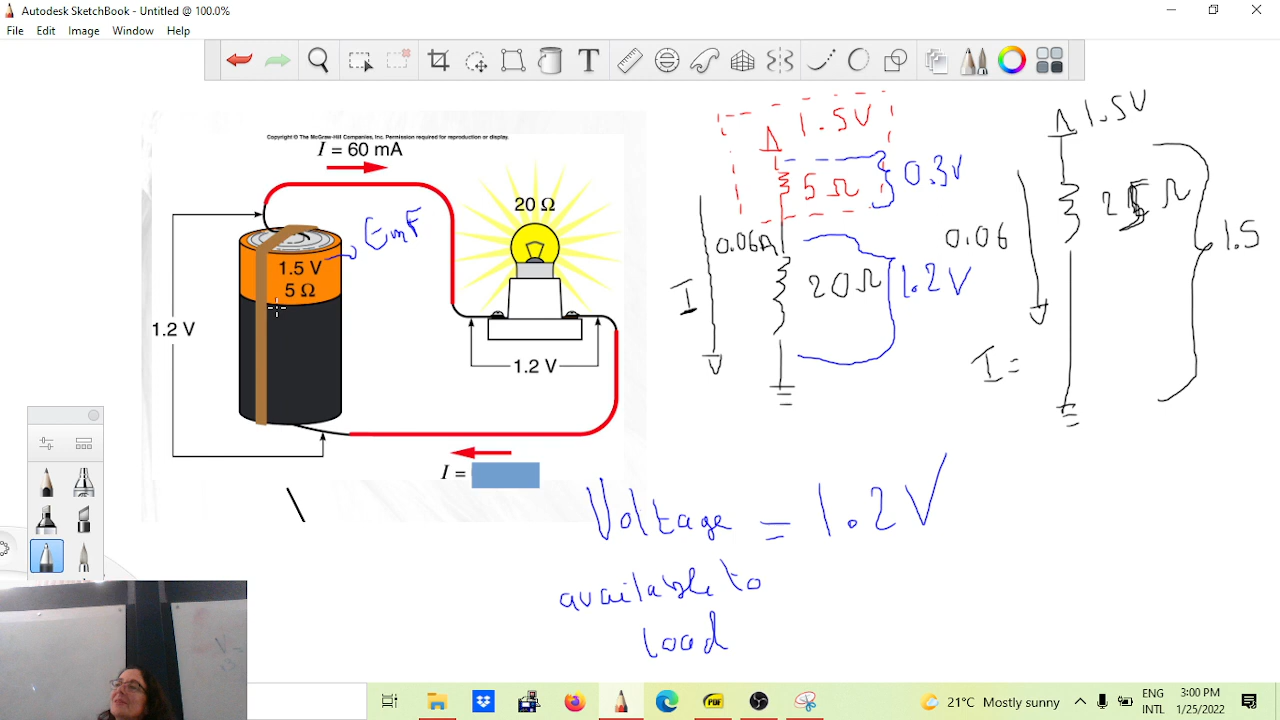 Autodesk SketchBook - Untitled @ 100.0%
File Edit Image Window Help
Copyright © The McGraw-Hill Companies, Inc. Permission required for reproduction or display.
I = 60 mA
20 Ω
1.5 V
5 Ω
EmF
1.2 V
1.2 V
I =
1.5V
5 Ω
0.3V
0.06A
20Ω
1.2V
I
1.5V
25 Ω
0.06
1.5
I =
Voltage = 1.2V
available to
load
21°C Mostly sunny
ENG
INTL
3:00 PM
1/25/2022